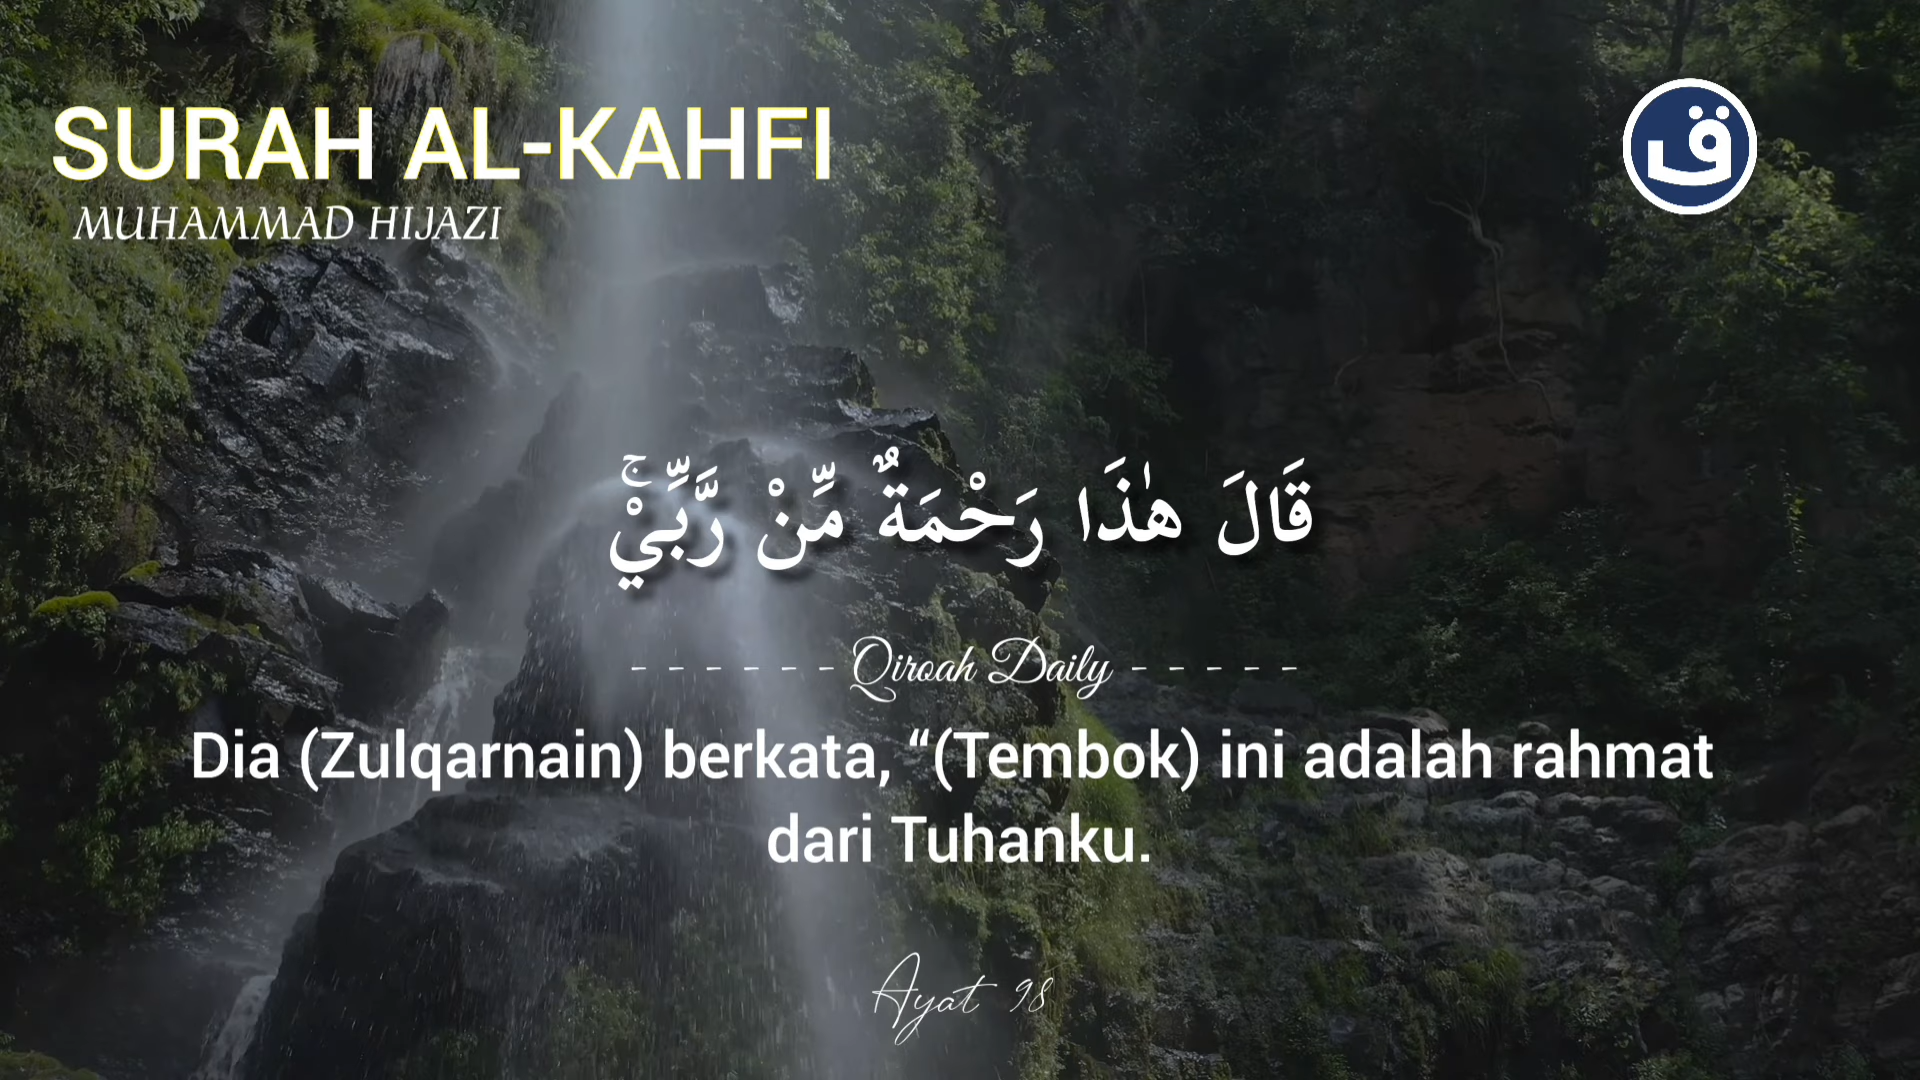 SURAH AL-KAHFI
MUHAMMAD HIJAZI
ق
قَالَ هٰذَا رَحْمَةٌ مِّنْ رَّبِّيْۚ
- - - - - - Qiroah Daily - - - - -
Dia (Zulqarnain) berkata, “(Tembok) ini adalah rahmat
dari Tuhanku.
Ayat 98